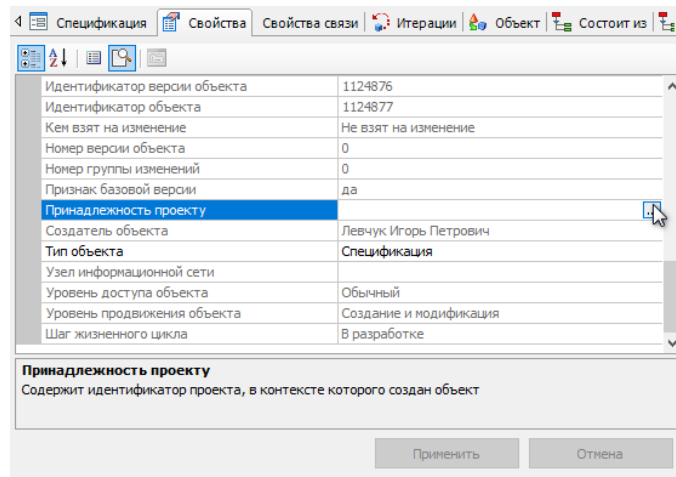 Спецификация Свойства Свойства связи Итерации Объект Состоит из
Идентификатор версии объекта 1124876
Идентификатор объекта 1124877
Кем взят на изменение Не взят на изменение
Номер версии объекта 0
Номер группы изменений 0
Признак базовой версии да
Принадлежность проекту ...
Создатель объекта Левчук Игорь Петрович
Тип объекта Спецификация
Узел информационной сети
Уровень доступа объекта Обычный
Уровень продвижения объекта Создание и модификация
Шаг жизненного цикла В разработке
Принадлежность проекту
Содержит идентификатор проекта, в контексте которого создан объект
Применить Отмена